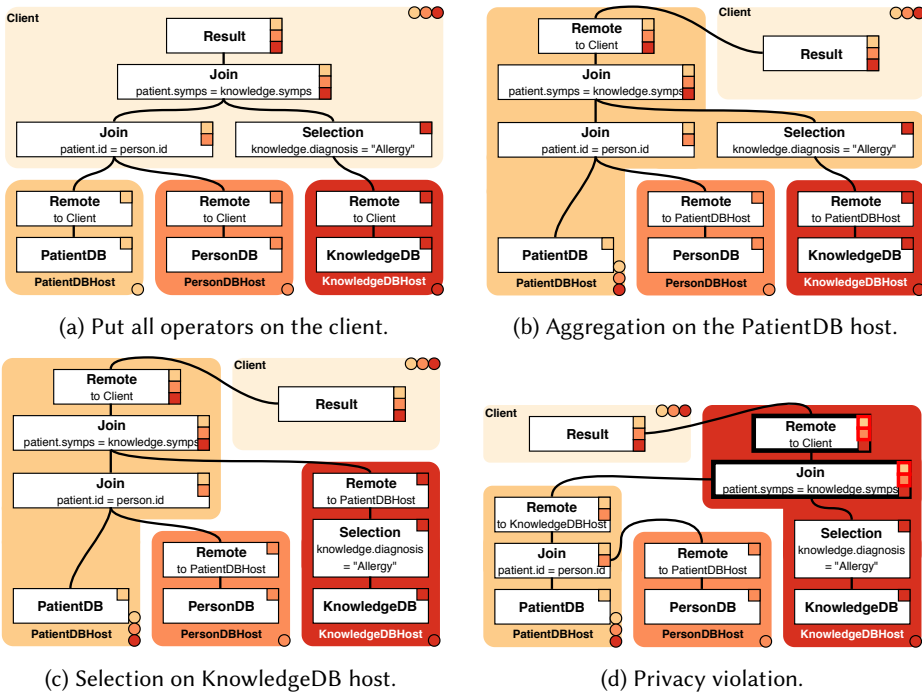 Client
Result
Join
patient.symps = knowledge.symps
Join
patient.id = person.id
Selection
knowledge.diagnosis = "Allergy"
Remote
to Client
Remote
to Client
Remote
to Client
PatientDB
PersonDB
KnowledgeDB
PatientDBHost
PersonDBHost
KnowledgeDBHost
(a) Put all operators on the client.
Client
Remote
to Client
Result
Join
patient.symps = knowledge.symps
Join
patient.id = person.id
Selection
knowledge.diagnosis = "Allergy"
Remote
to PatientDBHost
Remote
to PatientDBHost
PatientDB
PersonDB
KnowledgeDB
PatientDBHost
PersonDBHost
KnowledgeDBHost
(b) Aggregation on the PatientDB host.
Client
Remote
to Client
Result
Join
patient.symps = knowledge.symps
Join
patient.id = person.id
Remote
to PatientDBHost
Selection
knowledge.diagnosis
= "Allergy"
Remote
to PatientDBHost
PatientDB
PersonDB
KnowledgeDB
PatientDBHost
PersonDBHost
KnowledgeDBHost
(c) Selection on KnowledgeDB host.
Client
Result
Remote
to Client
Join
patient.symps = knowledge.symps
Remote
to KnowledgeDBHost
Join
patient.id = person.id
Remote
to PatientDBHost
Selection
knowledge.diagnosis
= "Allergy"
PatientDB
PersonDB
KnowledgeDB
PatientDBHost
PersonDBHost
KnowledgeDBHost
(d) Privacy violation.